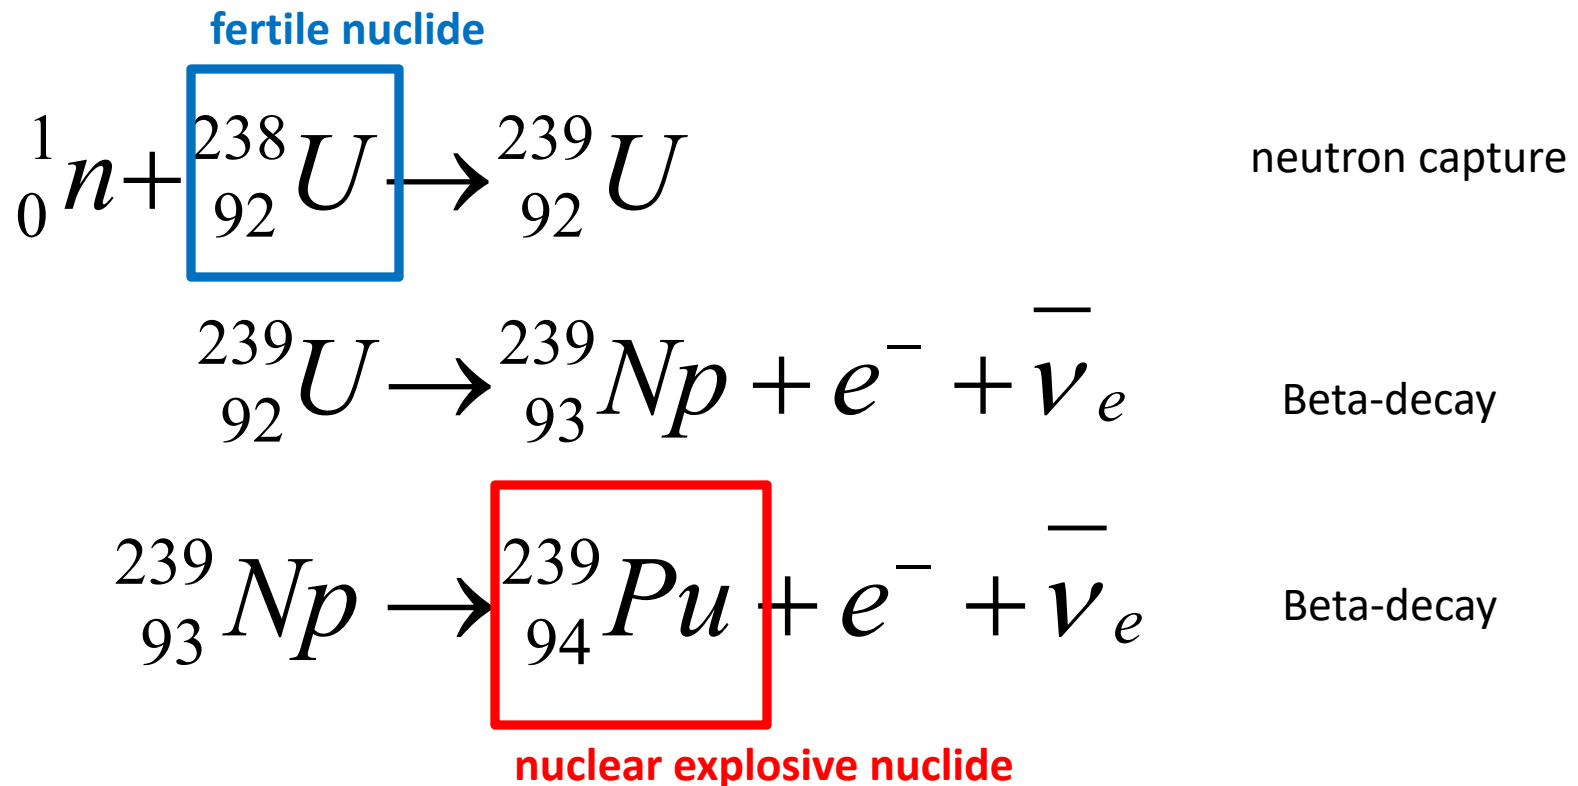 fertile nuclide
¹₀n + ²³⁸₉₂U → ²³⁹₉₂U neutron capture
²³⁹₉₂U → ²³⁹₉₃Np + e⁻ + ν̅ₑ Beta-decay
²³⁹₉₃Np → ²³⁹₉₄Pu + e⁻ + ν̅ₑ Beta-decay
nuclear explosive nuclide